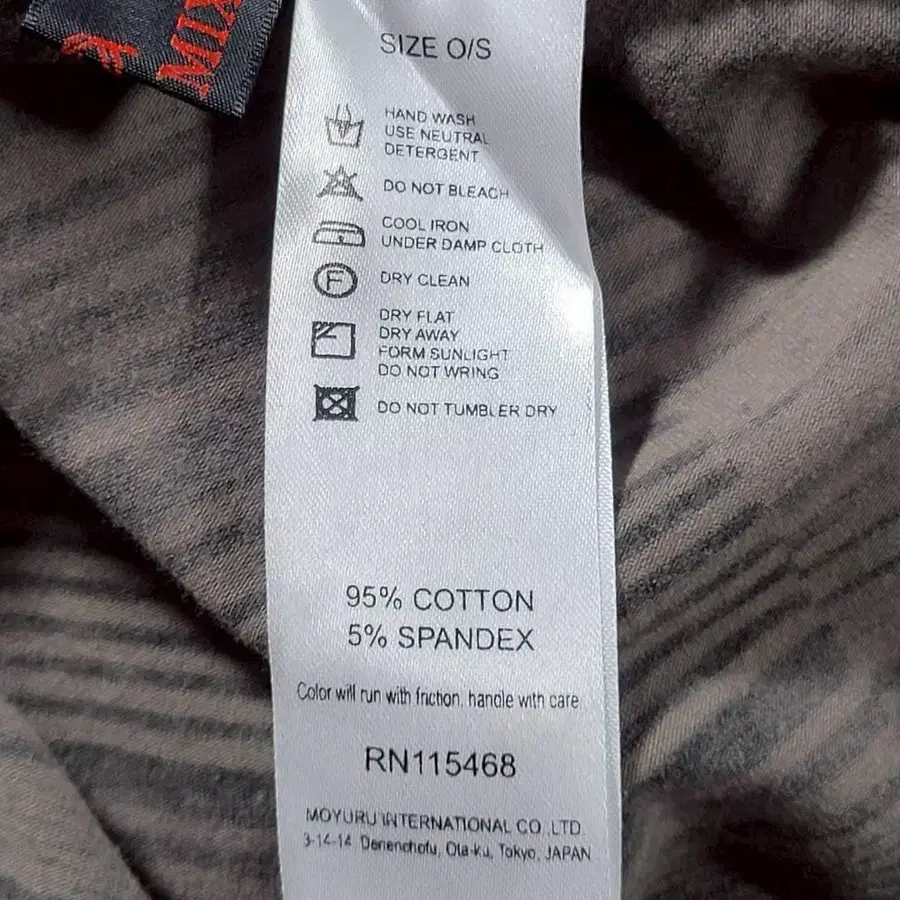 SIZE O/S
HAND WASH
USE NEUTRAL
DETERGENT
DO NOT BLEACH
COOL IRON
UNDER DAMP CLOTH
F
DRY CLEAN
DRY FLAT
DRY AWAY
FORM SUNLIGHT
DO NOT WRING
DO NOT TUMBLER DRY
95% COTTON
5% SPANDEX
Color will run with friction, handle with care
RN115468
MOYURU INTERNATIONAL CO.,LTD.
3-14-14 Denenchofu, Ota-ku, Tokyo, JAPAN